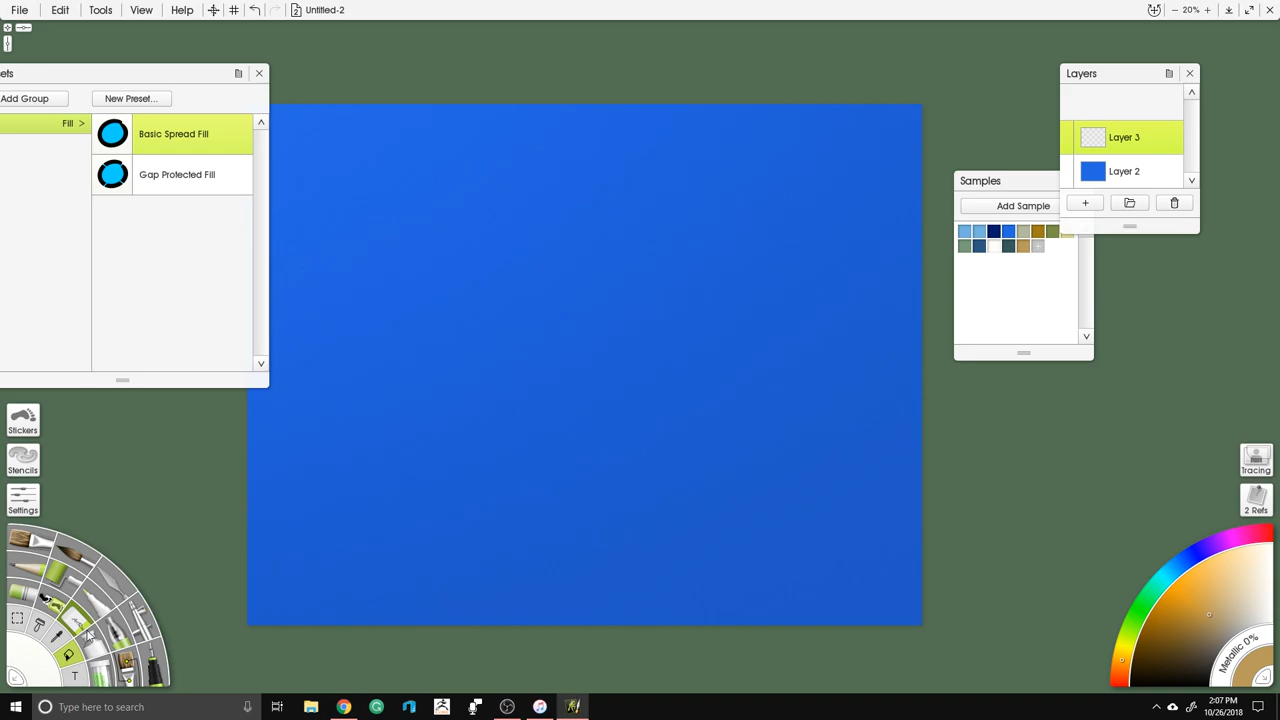 File Edit Tools View Help Untitled-2 20%
ets
Add Group New Preset...
Fill >
Basic Spread Fill
Gap Protected Fill
Layers
Layer 3
Layer 2
Samples
Add Sample
Stickers
Stencils
Settings
T
Tracing
2 Refs
Metallic 0%
Type here to search
2:07 PM
10/26/2018